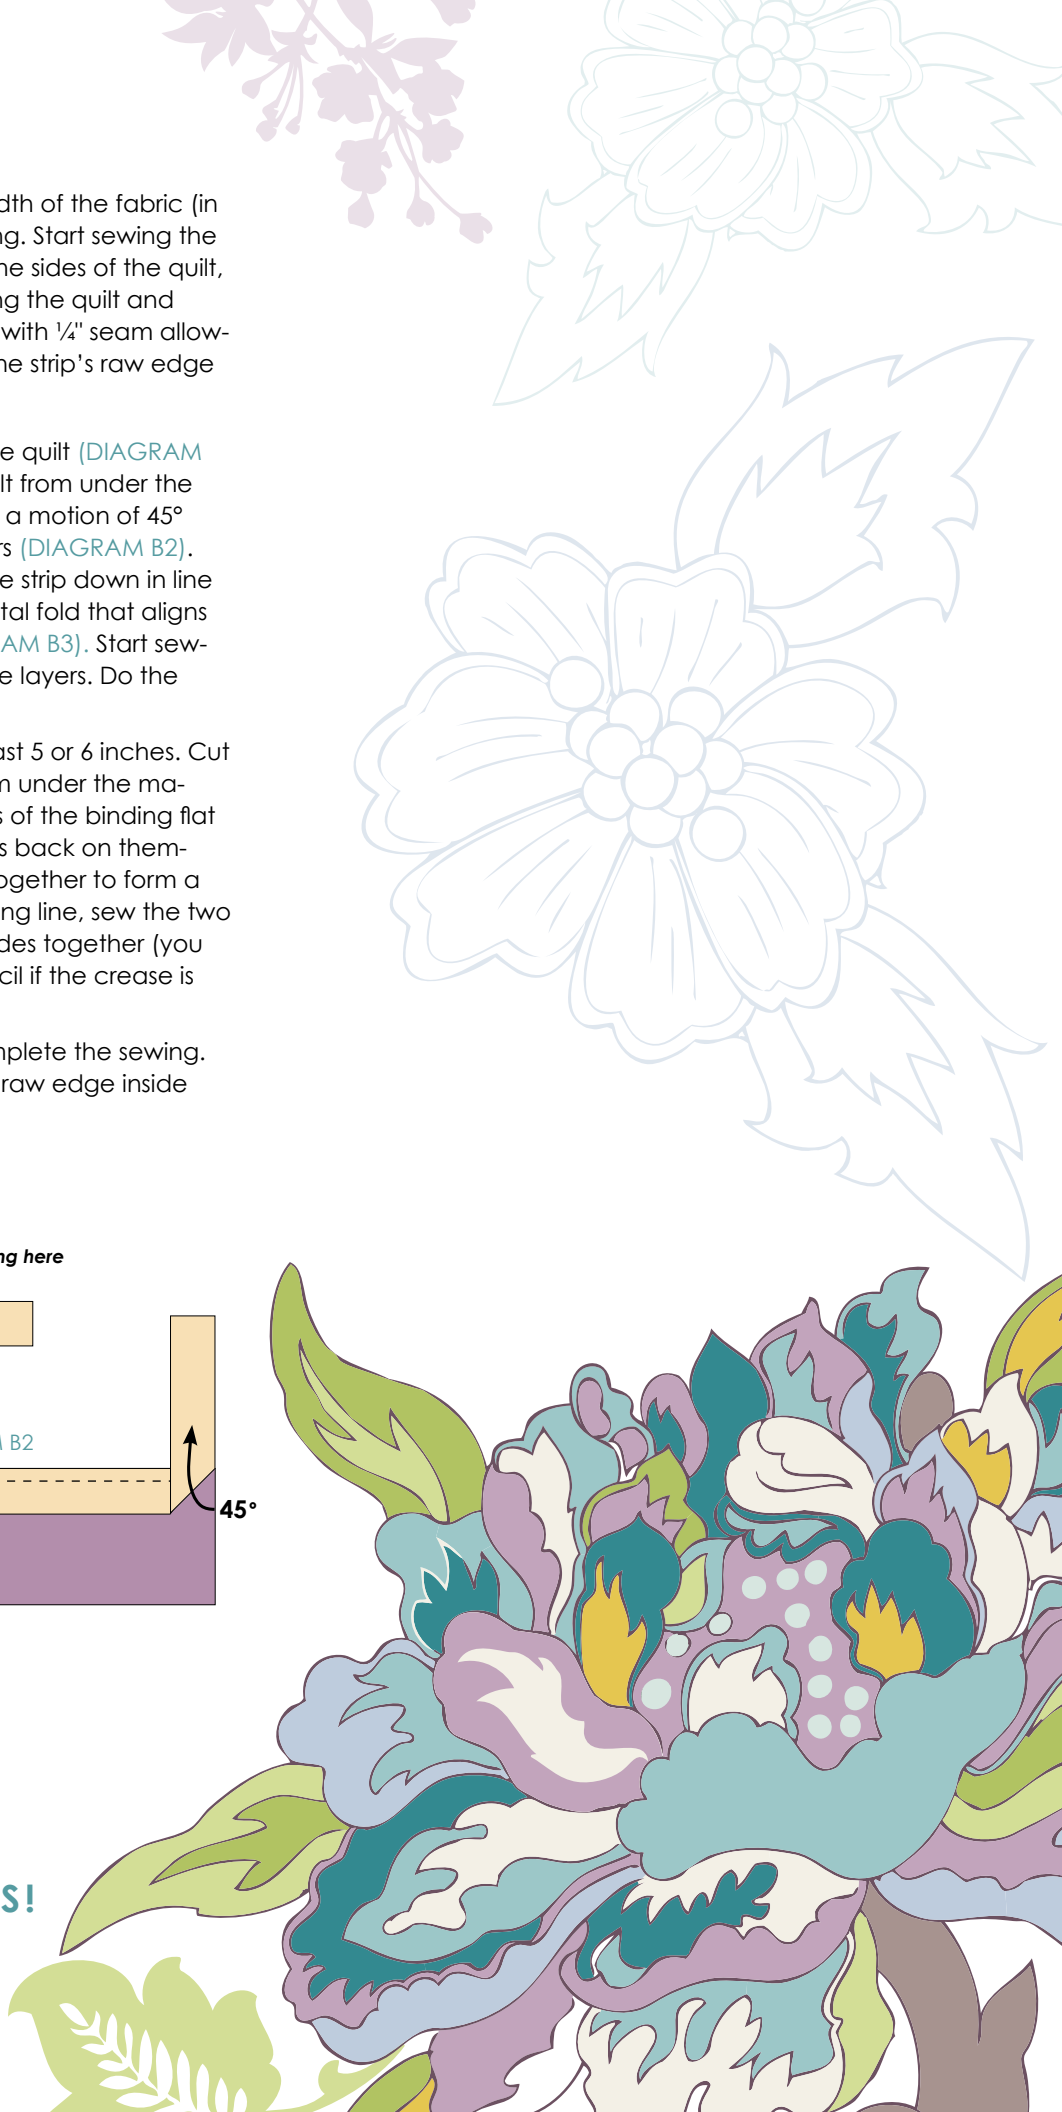 dth of the fabric (in
ng. Start sewing the
he sides of the quilt,
ng the quilt and
with ¼" seam allow-
he strip’s raw edge
e quilt (DIAGRAM
lt from under the
a motion of 45°
rs (DIAGRAM B2).
e strip down in line
tal fold that aligns
AM B3). Start sew-
e layers. Do the
ast 5 or 6 inches. Cut
m under the ma-
s of the binding flat
s back on them-
ogether to form a
ng line, sew the two
des together (you
cil if the crease is
mplete the sewing.
raw edge inside
ng here
M B2
45°
S!